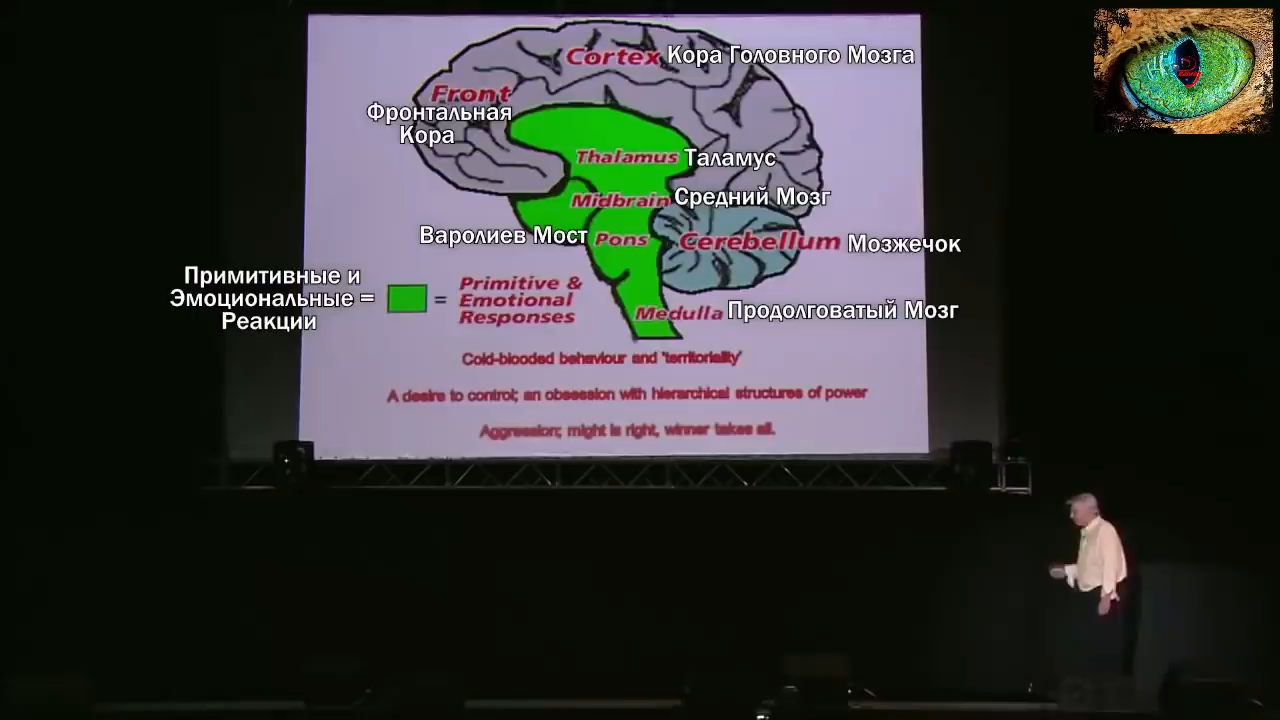 Cortex Кора Головного Мозга
Front
Фронтальная
Кора
Thalamus Таламус
Midbrain Средний Мозг
Варолиев Мост Pons
Cerebellum Мозжечок
Примитивные и
Эмоциональные =
Реакции
= Primitive &
Emotional
Responses
Medulla Продолговатый Мозг
Cold-blooded behaviour and 'territoriality'
A desire to control; an obsession with hierarchical structures of power
Aggression; might is right, winner takes all.